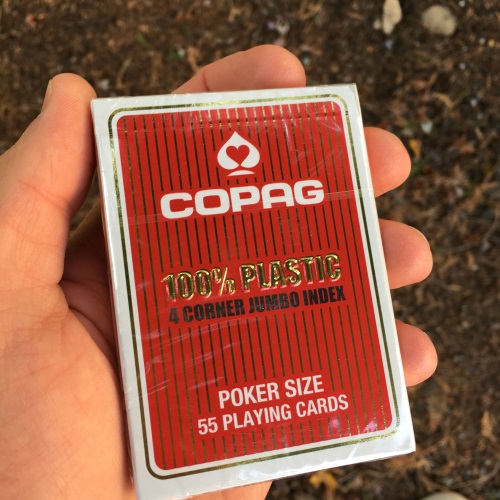 COPAG
100% PLASTIC
4 CORNER JUMBO INDEX
POKER SIZE
55 PLAYING CARDS